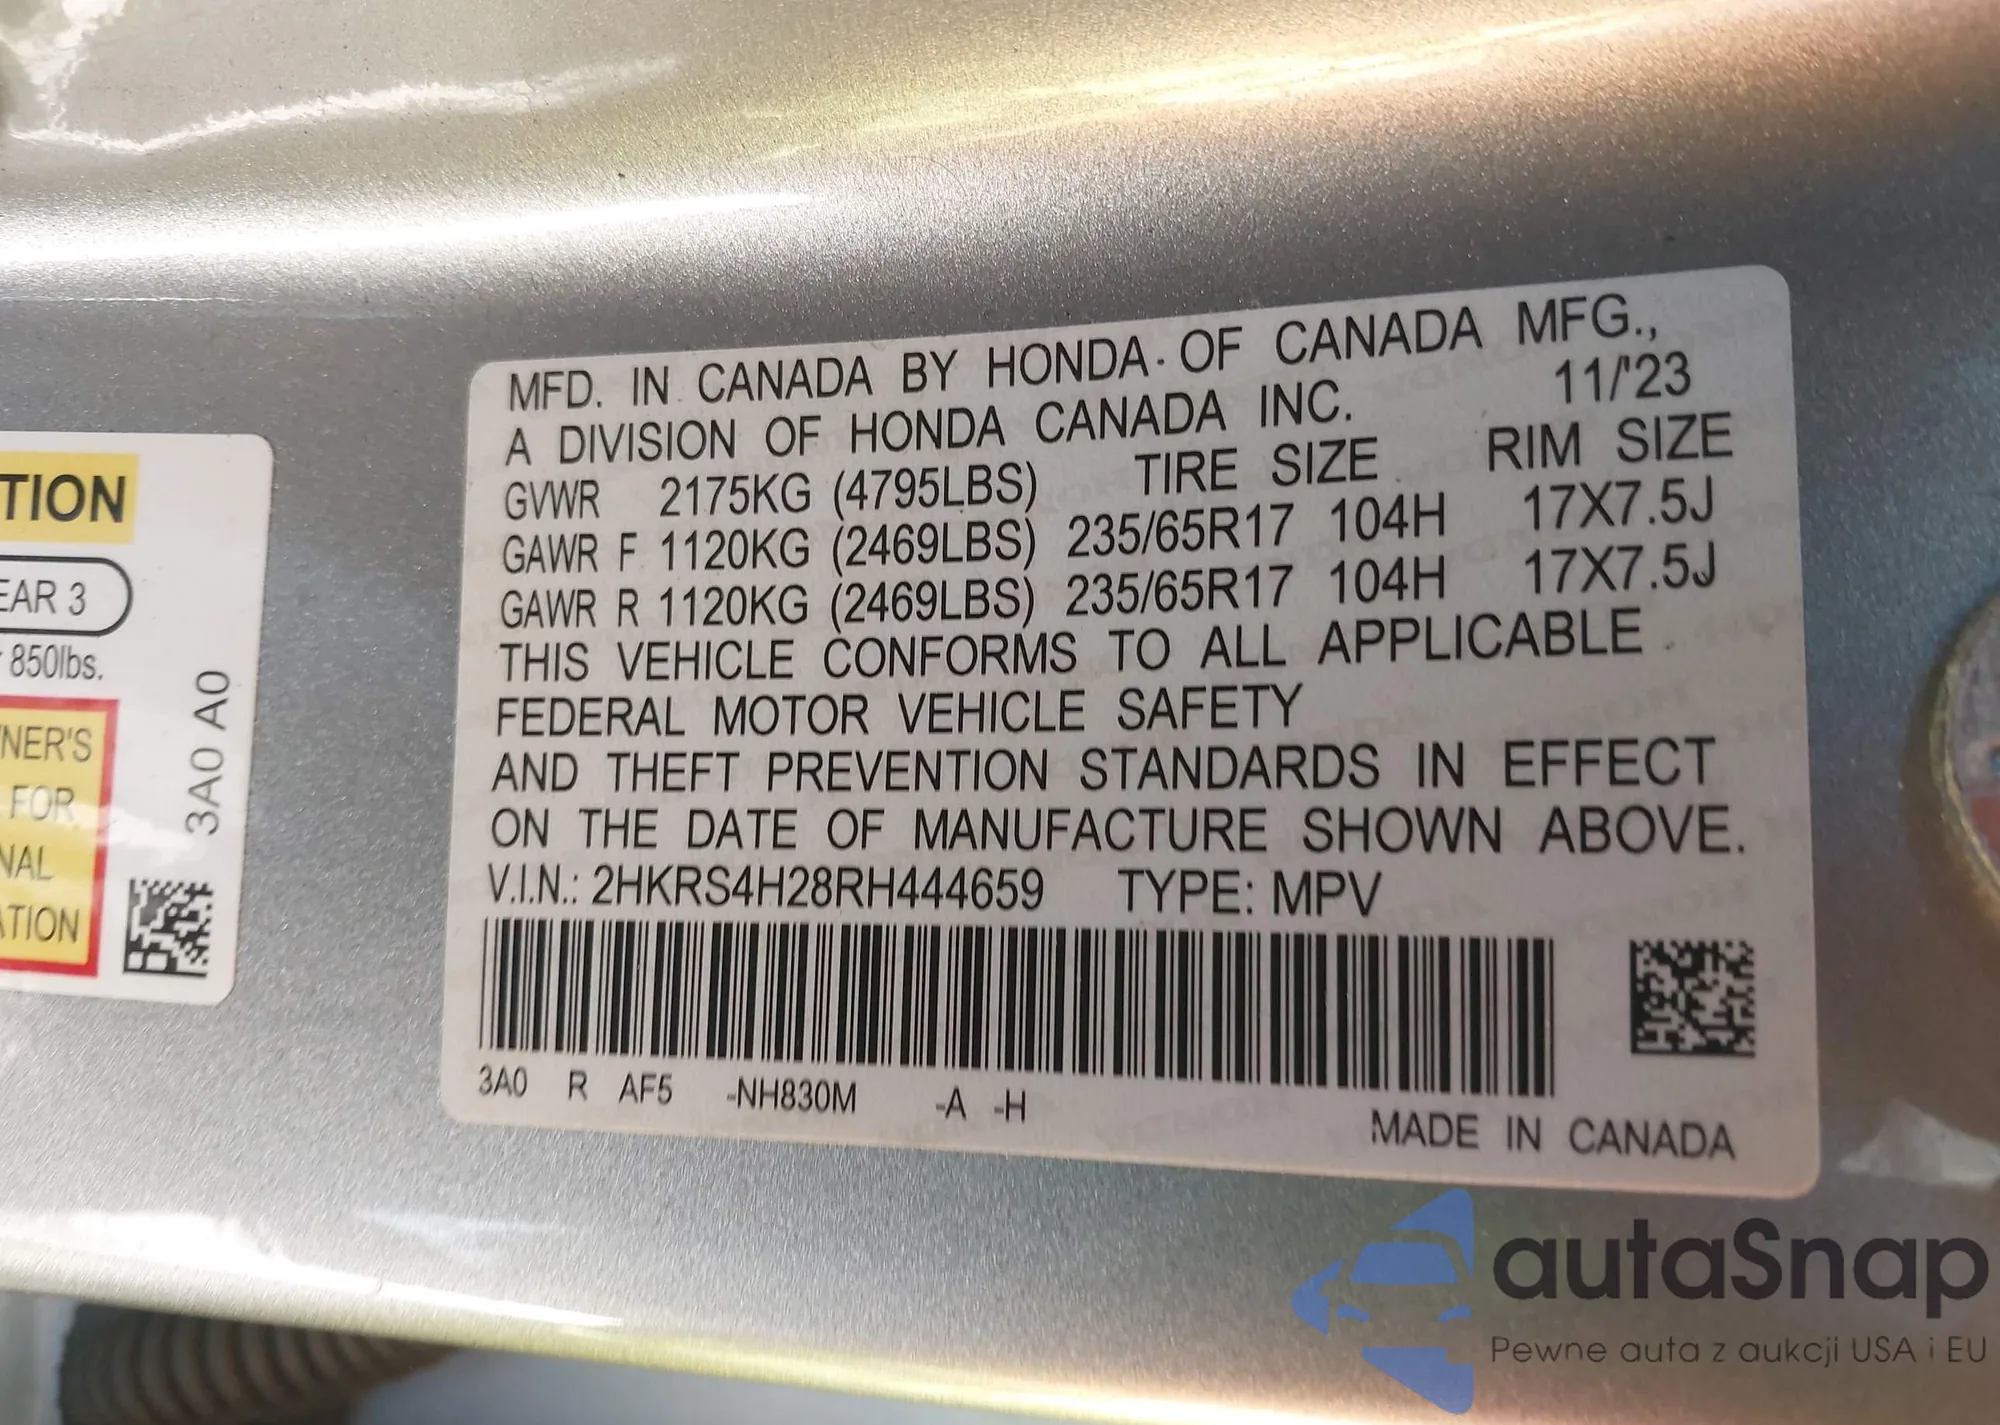 MFD. IN CANADA BY HONDA OF CANADA MFG.,
A DIVISION OF HONDA CANADA INC. 11/'23
GVWR 2175KG (4795LBS) TIRE SIZE RIM SIZE
GAWR F 1120KG (2469LBS) 235/65R17 104H 17X7.5J
GAWR R 1120KG (2469LBS) 235/65R17 104H 17X7.5J
THIS VEHICLE CONFORMS TO ALL APPLICABLE
FEDERAL MOTOR VEHICLE SAFETY
AND THEFT PREVENTION STANDARDS IN EFFECT
ON THE DATE OF MANUFACTURE SHOWN ABOVE.
V.I.N.: 2HKRS4H28RH444659 TYPE: MPV
3A0 R AF5 -NH830M -A -H
MADE IN CANADA
TION
EAR 3
850lbs.
NER'S
FOR
NAL
ATION
3A0 A0
autaSnap
Pewne auta z aukcji USA i EU